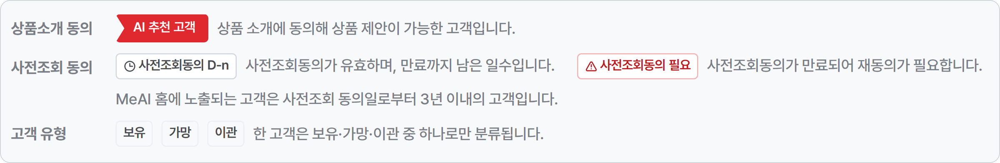 상품소개 동의 AI 추천 고객 상품 소개에 동의해 상품 제안이 가능한 고객입니다.
사전조회 동의 사전조회동의 D-n 사전조회동의가 유효하며, 만료까지 남은 일수입니다. 사전조회동의 필요 사전조회동의가 만료되어 재동의가 필요합니다.
MeAI 홈에 노출되는 고객은 사전조회 동의일로부터 3년 이내의 고객입니다.
고객 유형 보유 가망 이관 한 고객은 보유·가망·이관 중 하나로만 분류됩니다.